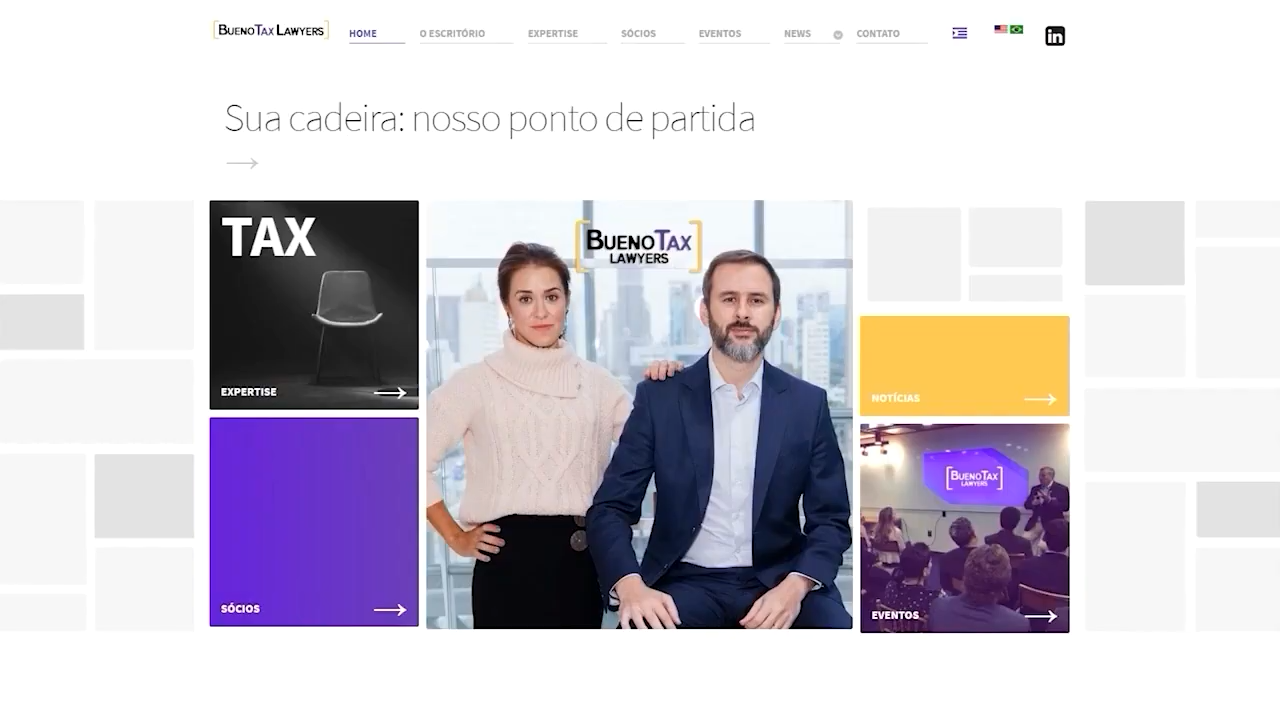 BUENOTAX LAWYERS
HOME
O ESCRITÓRIO
EXPERTISE
SÓCIOS
EVENTOS
NEWS
CONTATO
in
Sua cadeira: nosso ponto de partida
TAX
EXPERTISE
SÓCIOS
BUENOTAX
LAWYERS
NOTÍCIAS
BUENOTAX
LAWYERS
EVENTOS